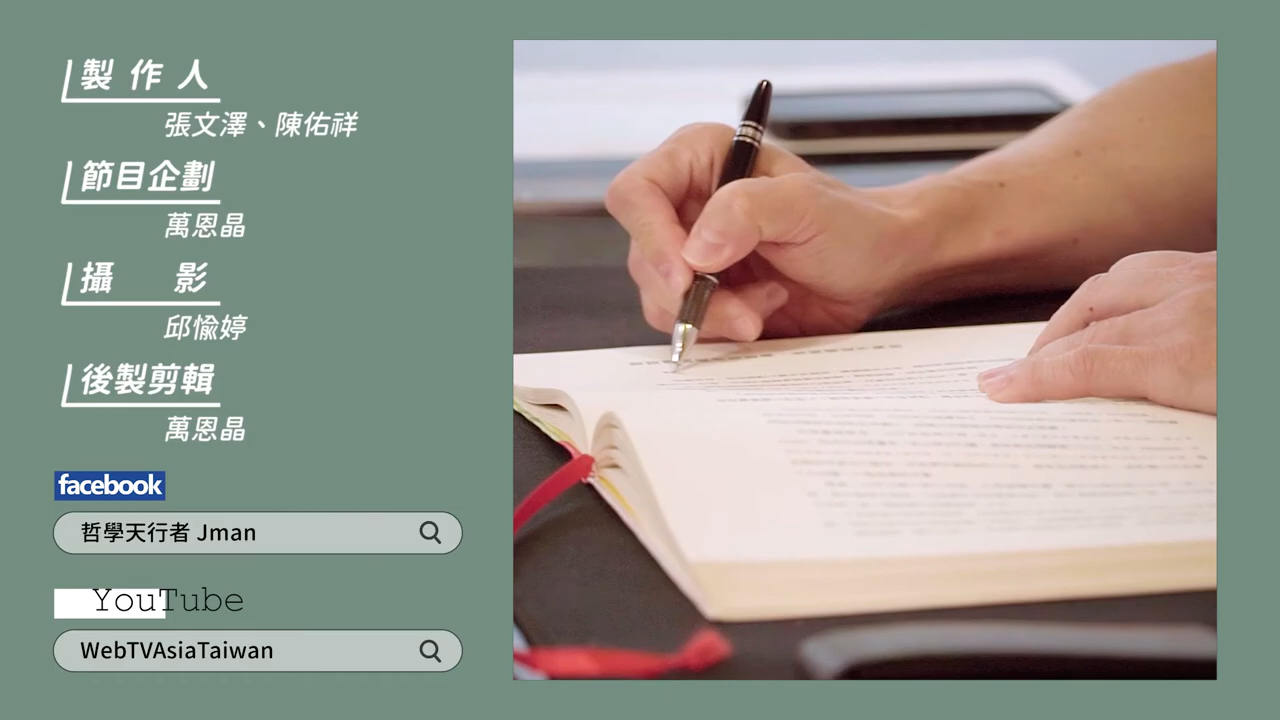 製作人
張文澤、陳佑祥
節目企劃
萬恩晶
攝影
邱愉婷
後製剪輯
萬恩晶
facebook
哲學天行者 Jman
YouTube
WebTVAsiaTaiwan